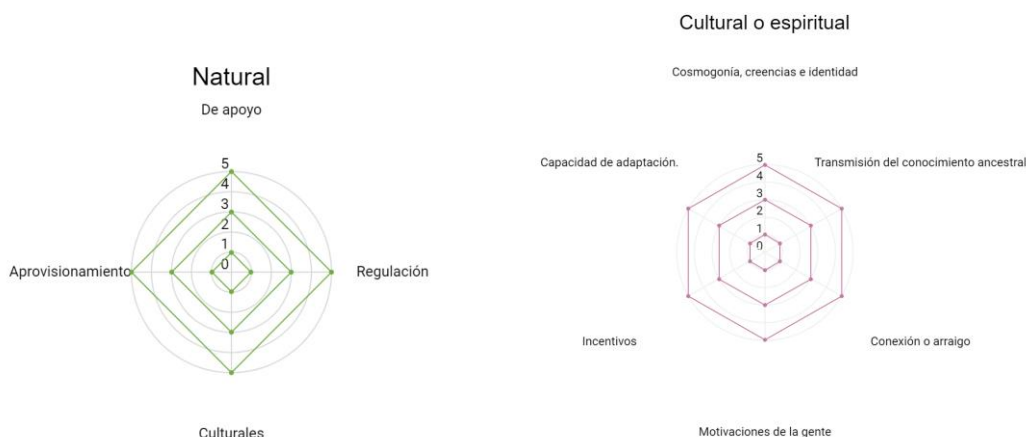 Natural
De apoyo
5
4
3
2
1
0
Aprovisionamiento
Regulación
Culturales
Cultural o espiritual
Cosmogonía, creencias e identidad
Capacidad de adaptación.
Transmisión del conocimiento ancestral
5
4
3
2
1
0
Incentivos
Conexión o arraigo
Motivaciones de la gente